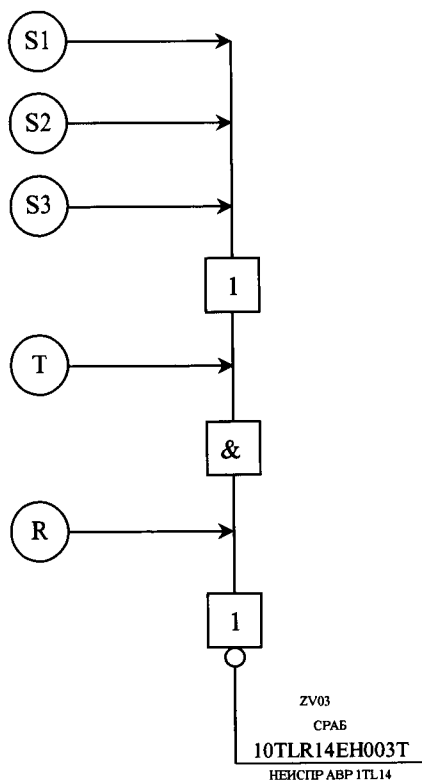 S1
S2
S3
1
T
&
R
1
ZV03
СРАБ
10TLR14EH003T
НЕИСПР АВР 1TL14